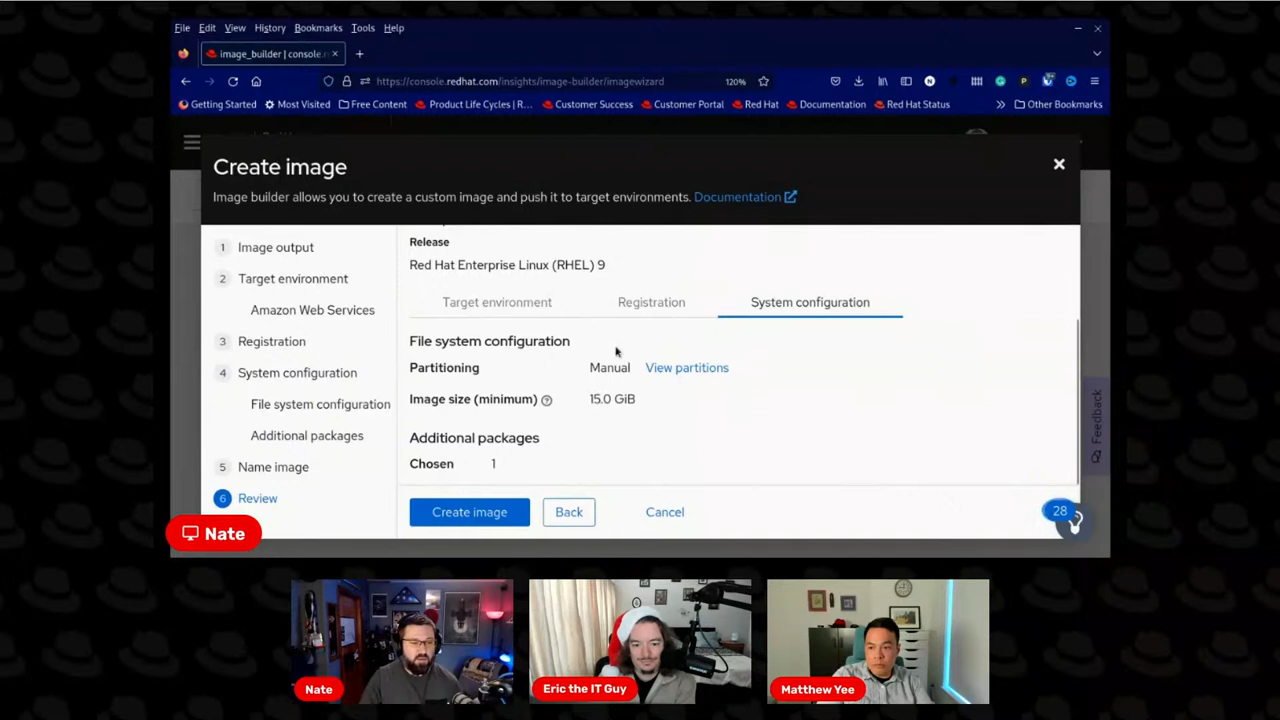 File Edit View History Bookmarks Tools Help
image_builder | console.r
https://console.redhat.com/insights/image-builder/imagewizard 120%
Getting Started Most Visited Free Content Product Life Cycles | R... Customer Success Customer Portal Red Hat Documentation Red Hat Status Other Bookmarks
Create image
Image builder allows you to create a custom image and push it to target environments. Documentation
1 Image output
2 Target environment
Amazon Web Services
3 Registration
4 System configuration
File system configuration
Additional packages
5 Name image
6 Review
Release
Red Hat Enterprise Linux (RHEL) 9
Target environment Registration System configuration
File system configuration
Partitioning Manual View partitions
Image size (minimum) 15.0 GiB
Additional packages
Chosen 1
Create image Back Cancel
28
Feedback
Nate
Nate
Eric the IT Guy
Matthew Yee